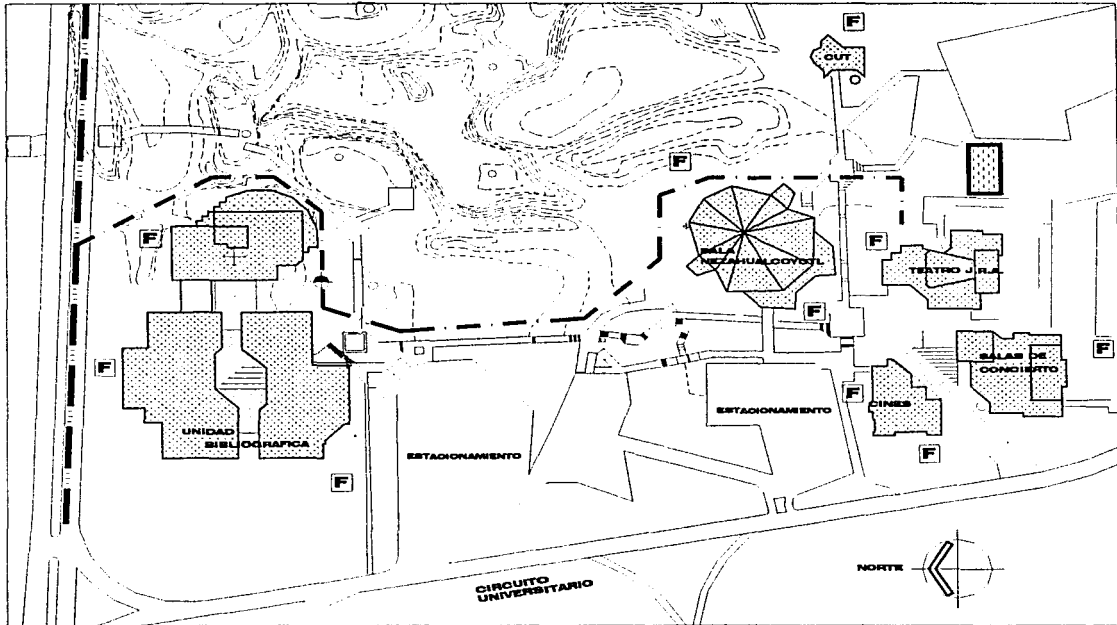 F
CUT
F
F
F
SALA
NEZAHUALCOYOTL
TEATRO J.R.A.
F
F
F
SALAS DE
CONCIERTO
F
CINES
ESTACIONAMIENTO
UNIDAD
BIBLIOGRAFICA
ESTACIONAMIENTO
F
F
NORTE
CIRCUITO
UNIVERSITARIO